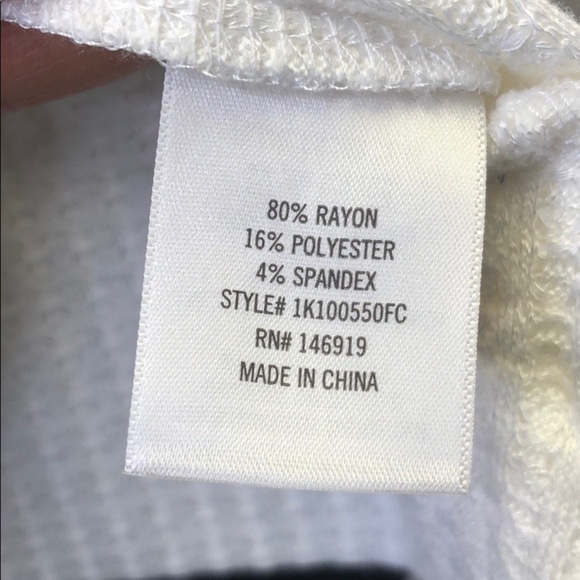 80% RAYON
16% POLYESTER
4% SPANDEX
STYLE# 1K100550FC
RN# 146919
MADE IN CHINA